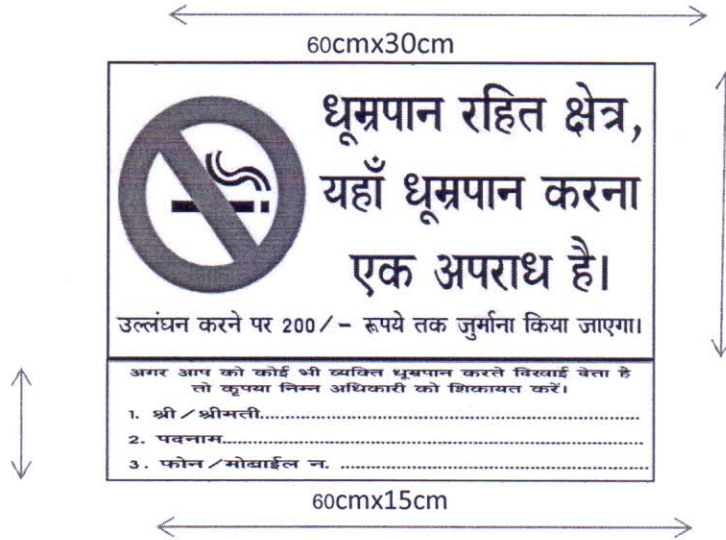 60cmx30cm
धूम्रपान रहित क्षेत्र,
यहाँ धूम्रपान करना
एक अपराध है।
उल्लंघन करने पर 200/- रूपये तक जुर्माना किया जाएगा।
अगर आप को कोई भी व्यक्ति धूम्रपान करते दिखाई देता है
तो कृपया निम्न अधिकारी को शिकायत करें।
1. श्री/श्रीमती..........................................................................
2. पदनाम..................................................................................
3. फोन/मोबाईल न. ............................................................
60cmx15cm